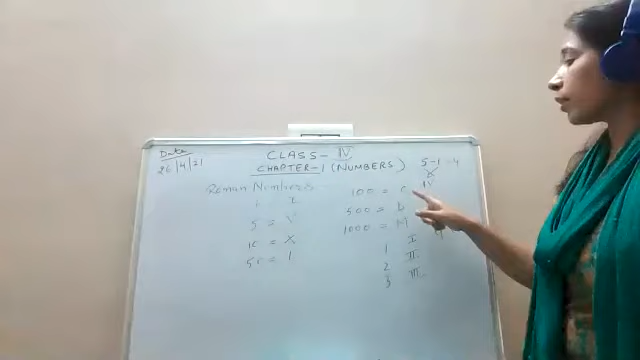 Date
26/4/21
CLASS - IV
CHAPTER-1 (NUMBERS)
Roman Numbers
1 I
5 = V
10 = X
50 = L
100 = C
500 = D
1000 = M
1 I
2 II
3 III
5-1 4
IV